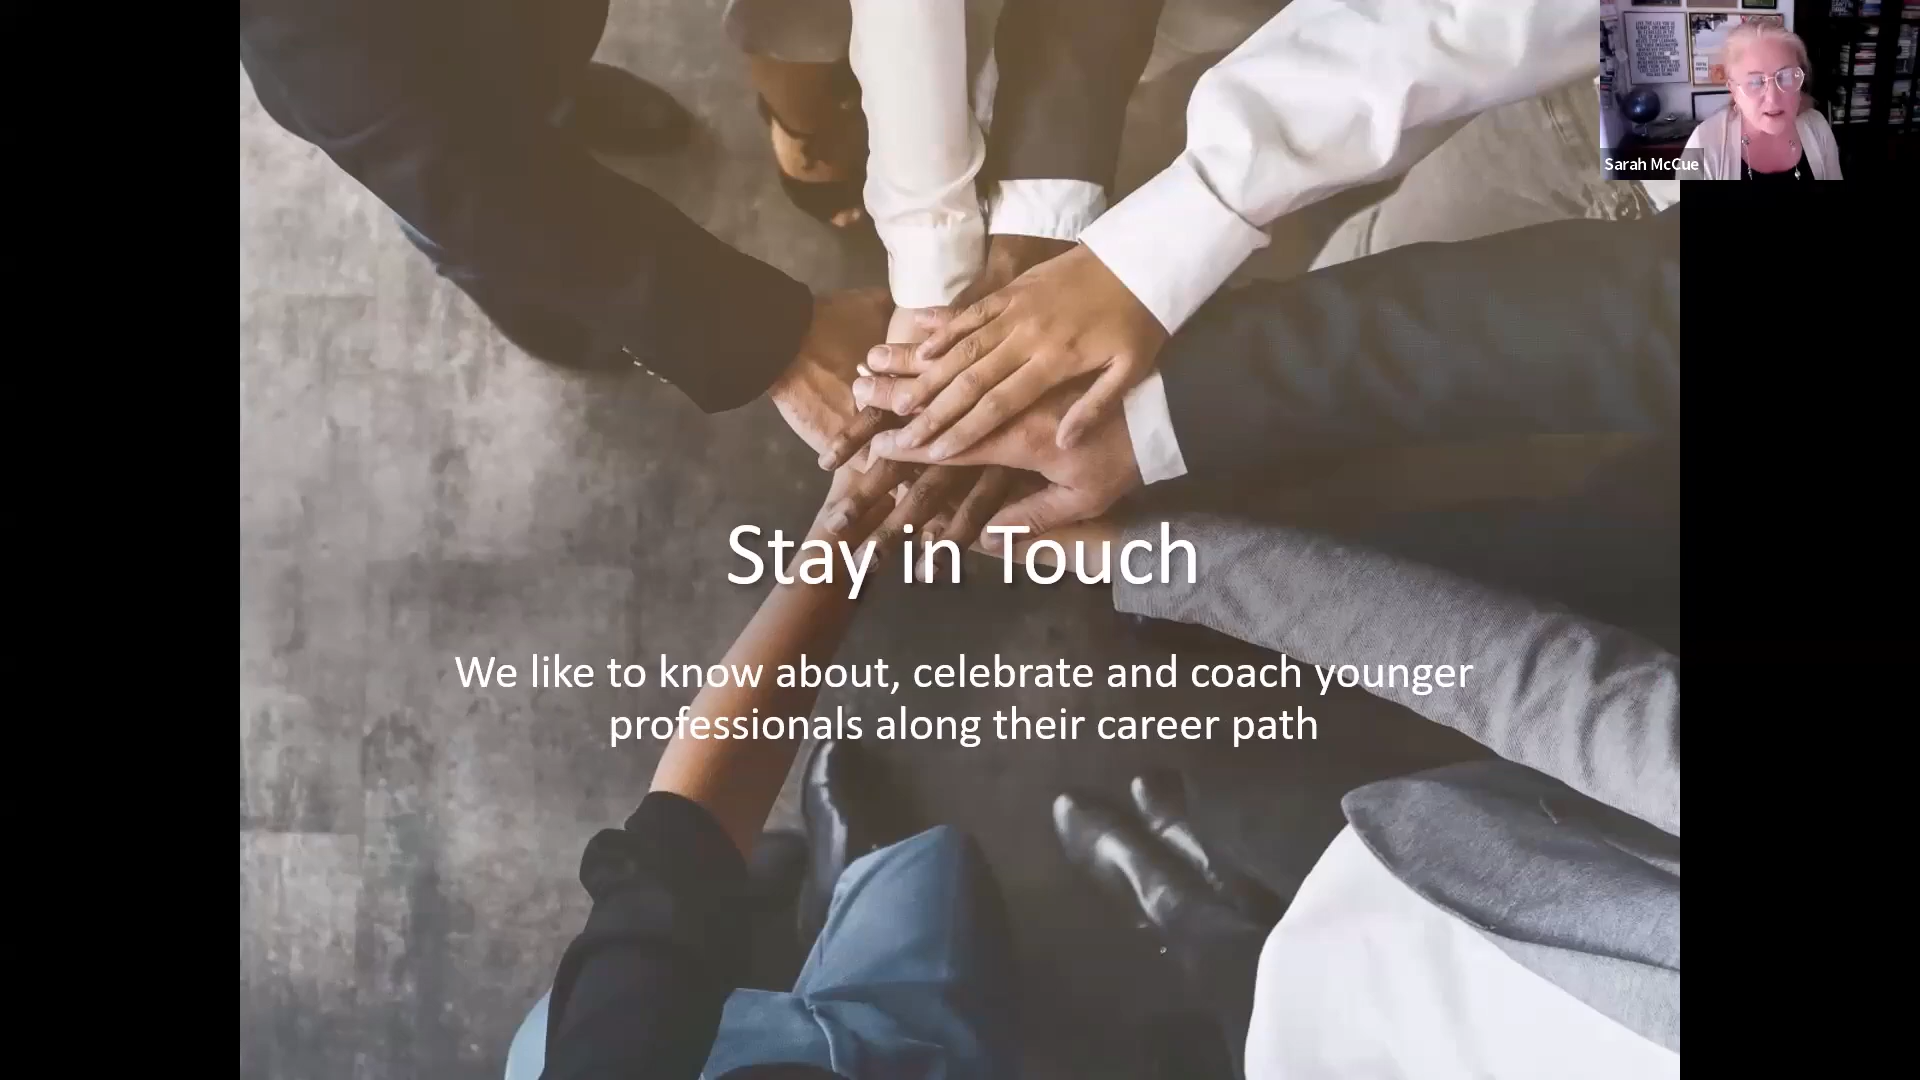 Sarah McCue
Stay in Touch
We like to know about, celebrate and coach younger
professionals along their career path